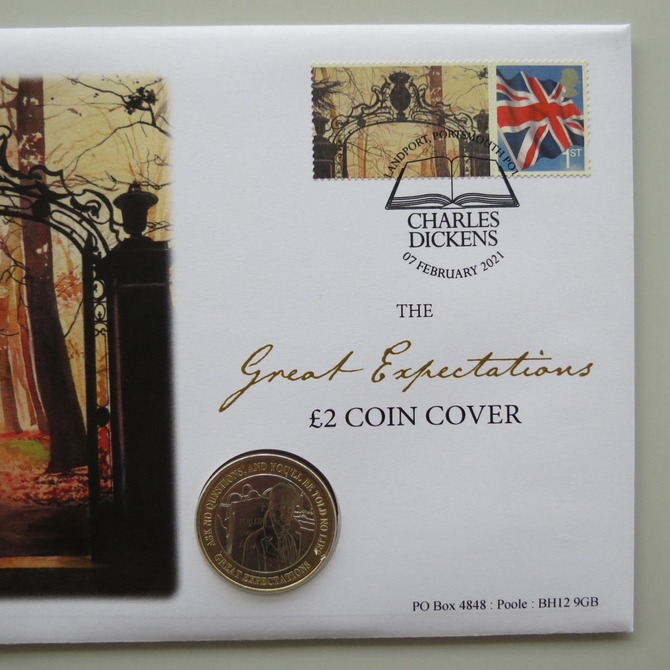 1ST
LANDPORT, PORTSMOUTH PO1
CHARLES
DICKENS
07 FEBRUARY 2021
THE
Great Expectations
£2 COIN COVER
ASK NO QUESTIONS, AND YOU'LL BE TOLD NO LIES
GREAT EXPECTATIONS
PO Box 4848 : Poole : BH12 9GB